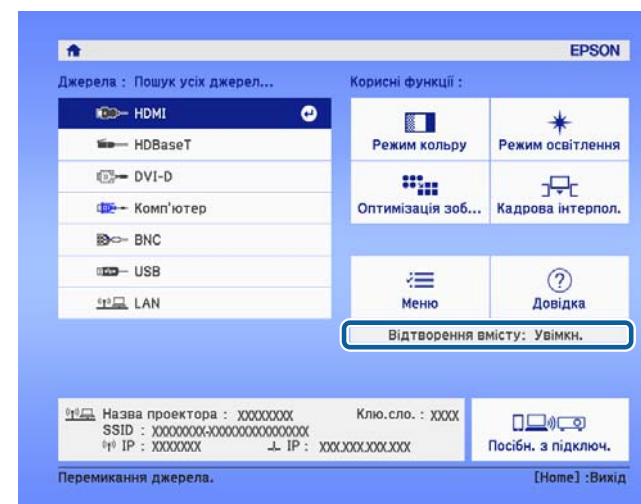 EPSON
Джерела : Пошук усіх джерел...
Корисні функції :
HDMI
HDBaseT
DVI-D
Комп'ютер
BNC
USB
LAN
Режим кольру
Режим освітлення
Оптимізація зоб...
Кадрова інтерпол.
Меню
Довідка
Відтворення вмісту: Увімкн.
Назва проектора : XXXXXXXX
Клю.сло. : XXXX
SSID : XXXXXXXX-XXXXXXXXXXXXXXX
IP : XXXXXXX
IP : XXX.XXX.XXX.XXX
Посібн. з підключ.
Перемикання джерела.
[Home] :Вихід